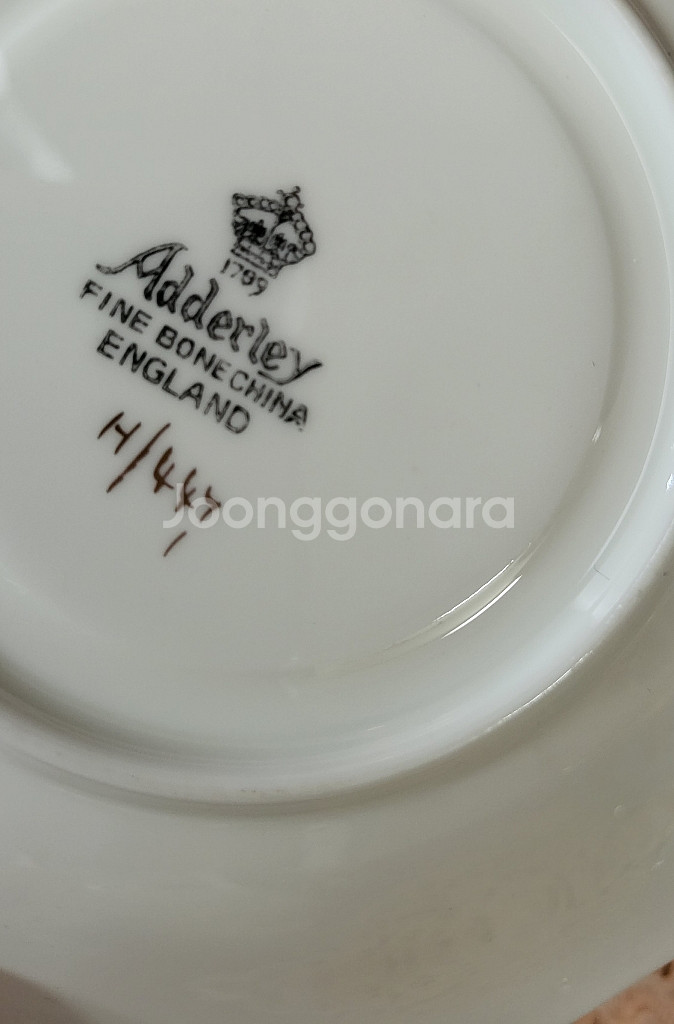 1789
Adderley
FINE BONE CHINA
ENGLAND
H/447
Joonggonara